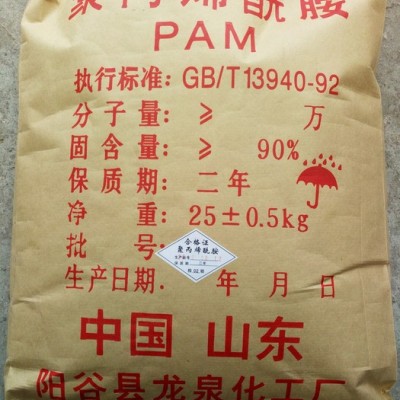 聚丙烯酰胺
PAM
执行标准: GB/T13940-92
分子量: ≥ 万
固含量: ≥ 90%
保质期: 二年
净重: 25±0.5kg
批号:
合格证
聚丙烯酰胺
生产日期. 年 月 日
中国 山东
阳谷县龙泉化工厂